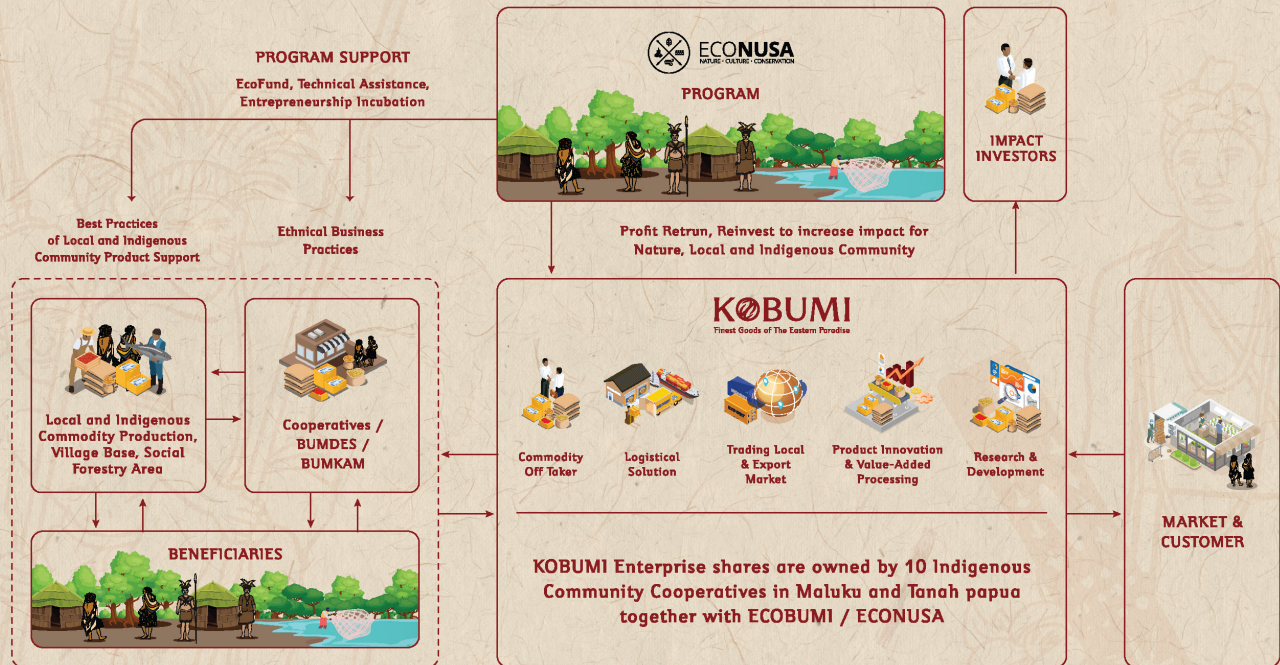 PROGRAM SUPPORT
EcoFund, Technical Assistance,
Entrepreneurship Incubation
ECONUSA
NATURE • CULTURE • CONSERVATION
PROGRAM
IMPACT
INVESTORS
Best Practices
of Local and Indigenous
Community Product Support
Ethnical Business
Practices
Profit Retrun, Reinvest to increase impact for
Nature, Local and Indigenous Community
Local and Indigenous
Commodity Production,
Village Base, Social
Forestry Area
Cooperatives /
BUMDES /
BUMKAM
BENEFICIARIES
KOBUMI
Finest Goods of The Eastern Paradise
Commodity
Off Taker
Logistical
Solution
Trading Local
& Export
Market
Product Innovation
& Value-Added
Processing
Research &
Development
KOBUMI Enterprise shares are owned by 10 Indigenous
Community Cooperatives in Maluku and Tanah papua
together with ECOBUMI / ECONUSA
MARKET &
CUSTOMER